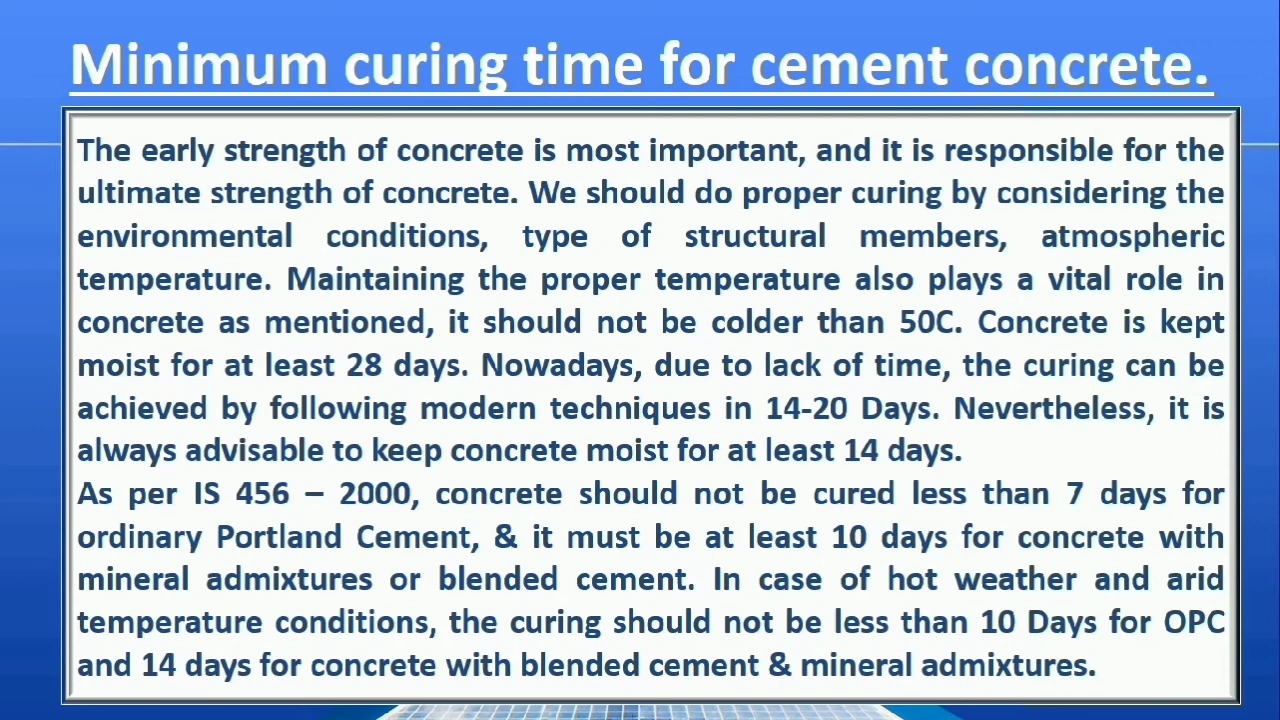 Minimum curing time for cement concrete.
The early strength of concrete is most important, and it is responsible for the
ultimate strength of concrete. We should do proper curing by considering the
environmental conditions, type of structural members, atmospheric
temperature. Maintaining the proper temperature also plays a vital role in
concrete as mentioned, it should not be colder than 50C. Concrete is kept
moist for at least 28 days. Nowadays, due to lack of time, the curing can be
achieved by following modern techniques in 14-20 Days. Nevertheless, it is
always advisable to keep concrete moist for at least 14 days.
As per IS 456 – 2000, concrete should not be cured less than 7 days for
ordinary Portland Cement, & it must be at least 10 days for concrete with
mineral admixtures or blended cement. In case of hot weather and arid
temperature conditions, the curing should not be less than 10 Days for OPC
and 14 days for concrete with blended cement & mineral admixtures.